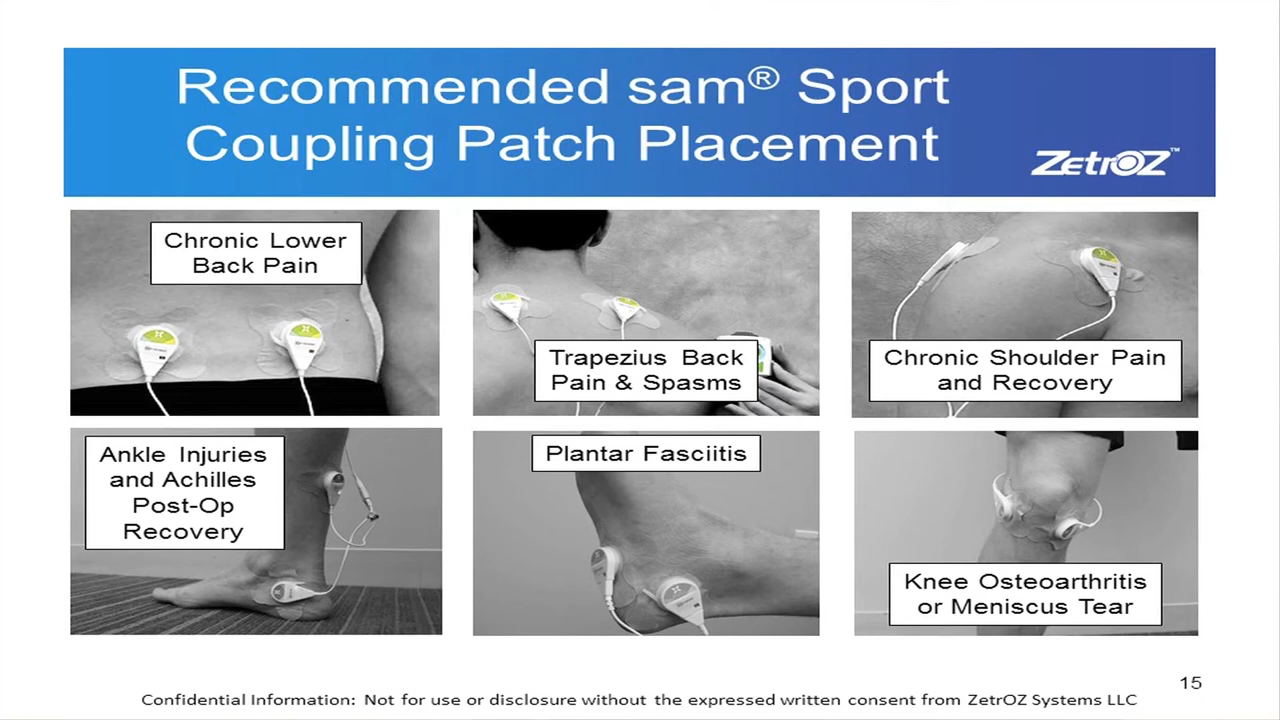 Recommended sam® Sport
Coupling Patch Placement
ZetrOZ™
Chronic Lower
Back Pain
Trapezius Back
Pain & Spasms
Chronic Shoulder Pain
and Recovery
Ankle Injuries
and Achilles
Post-Op
Recovery
Plantar Fasciitis
Knee Osteoarthritis
or Meniscus Tear
15
Confidential Information: Not for use or disclosure without the expressed written consent from ZetrOZ Systems LLC